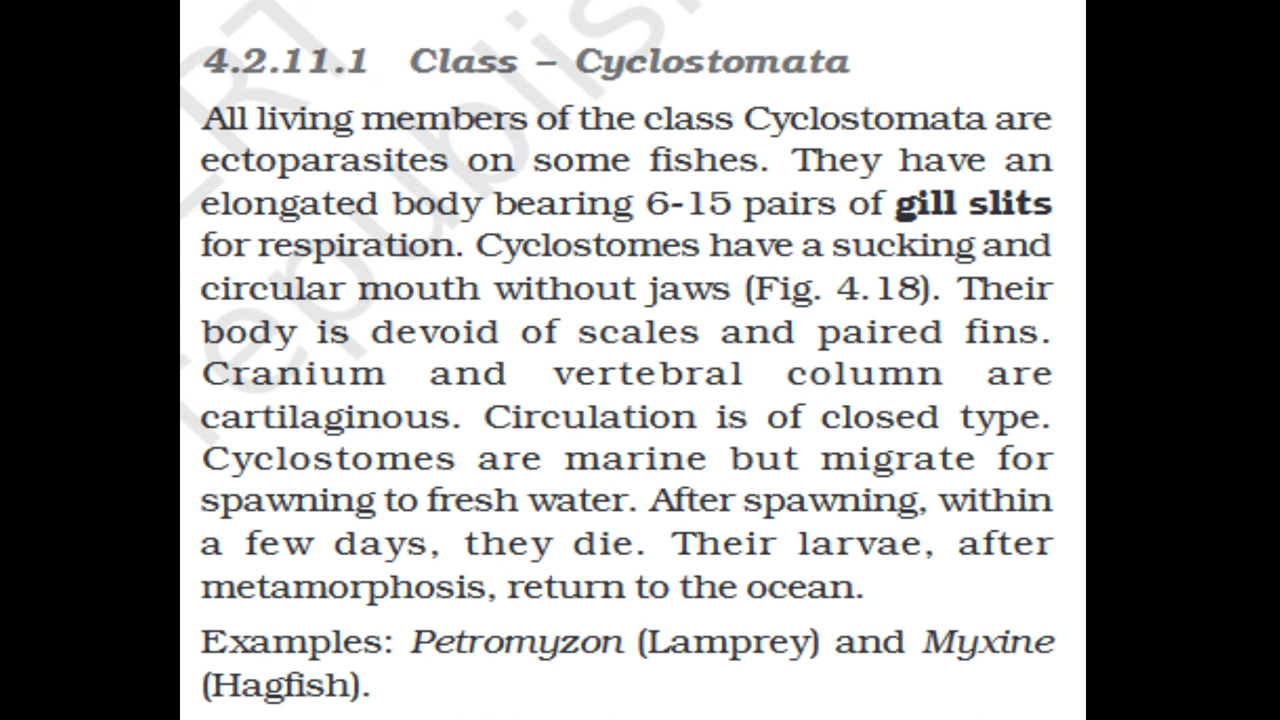 4.2.11.1 Class – Cyclostomata
All living members of the class Cyclostomata are
ectoparasites on some fishes. They have an
elongated body bearing 6-15 pairs of gill slits
for respiration. Cyclostomes have a sucking and
circular mouth without jaws (Fig. 4.18). Their
body is devoid of scales and paired fins.
Cranium and vertebral column are
cartilaginous. Circulation is of closed type.
Cyclostomes are marine but migrate for
spawning to fresh water. After spawning, within
a few days, they die. Their larvae, after
metamorphosis, return to the ocean.
Examples: Petromyzon (Lamprey) and Myxine
(Hagfish).